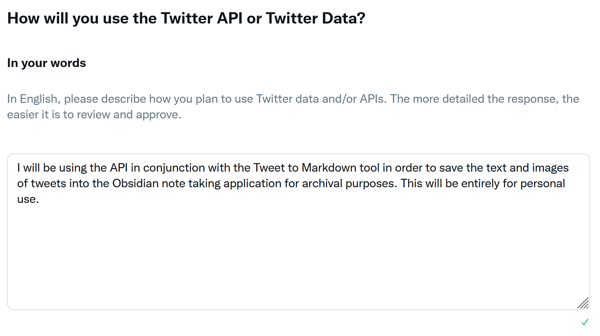 How will you use the Twitter API or Twitter Data?
In your words
In English, please describe how you plan to use Twitter data and/or APIs. The more detailed the response, the
easier it is to review and approve.
I will be using the API in conjunction with the Tweet to Markdown tool in order to save the text and images
of tweets into the Obsidian note taking application for archival purposes. This will be entirely for personal
use.